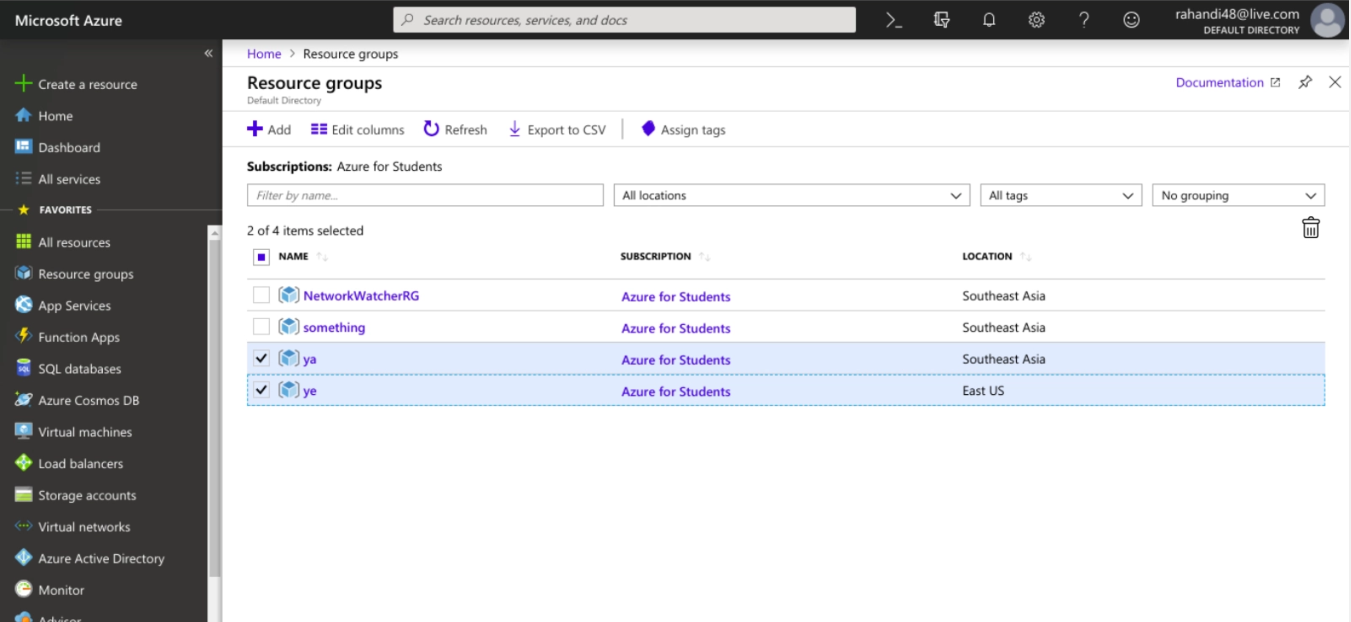 Microsoft Azure
Search resources, services, and docs
rahandi48@live.com
DEFAULT DIRECTORY
Create a resource
Home
Dashboard
All services
FAVORITES
All resources
Resource groups
App Services
Function Apps
SQL databases
Azure Cosmos DB
Virtual machines
Load balancers
Storage accounts
Virtual networks
Azure Active Directory
Monitor
Advisor
Home > Resource groups
Resource groups
Default Directory
Documentation
Add Edit columns Refresh Export to CSV Assign tags
Subscriptions: Azure for Students
Filter by name... All locations All tags No grouping
2 of 4 items selected
NAME SUBSCRIPTION LOCATION
NetworkWatcherRG Azure for Students Southeast Asia
something Azure for Students Southeast Asia
ya Azure for Students Southeast Asia
ye Azure for Students East US